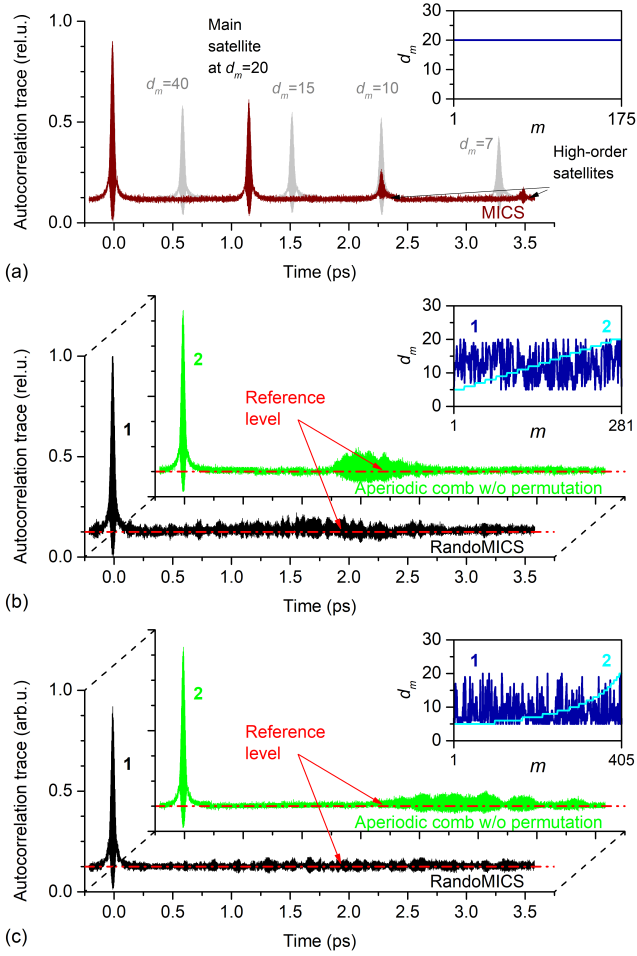 Autocorrelation trace (rel.u.)
1.0
0.5
0.0
Main
satellite
at dm=20
dm=40
dm=15
dm=10
dm=7
High-order
satellites
MICS
dm
30
20
10
0
1
175
m
0.0 0.5 1.0 1.5 2.0 2.5 3.0 3.5
Time (ps)
(a)
Autocorrelation trace (rel.u.)
1.0
0.5
0.0
1
2
Reference
level
Aperiodic comb w/o permutation
RandoMICS
dm
30
20
10
0
1
2
1
281
m
0.0 0.5 1.0 1.5 2.0 2.5 3.0 3.5
Time (ps)
(b)
Autocorrelation trace (arb.u.)
1.0
0.5
0.0
1
2
Reference
level
Aperiodic comb w/o permutation
RandoMICS
dm
30
20
10
0
1
2
1
405
m
0.0 0.5 1.0 1.5 2.0 2.5 3.0 3.5
Time (ps)
(c)